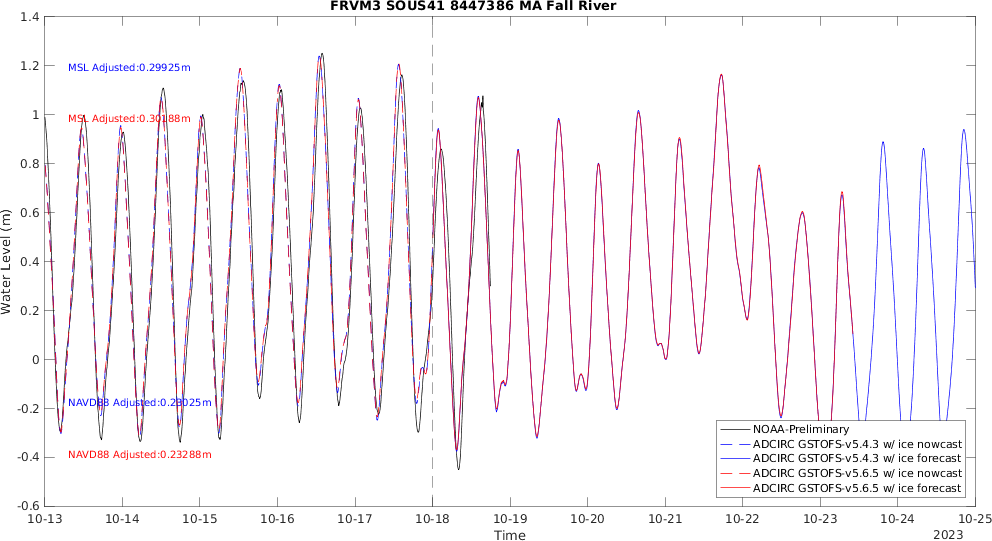 FRVM3 SOUS41 8447386 MA Fall River
1.4
1.2
1
0.8
0.6
0.4
0.2
0
-0.2
-0.4
-0.6
Water Level (m)
MSL Adjusted:0.29925m
MSL Adjusted:0.30188m
NAVD88 Adjusted:0.23025m
NAVD88 Adjusted:0.23288m
NOAA-Preliminary
ADCIRC GSTOFS-v5.4.3 w/ ice nowcast
ADCIRC GSTOFS-v5.4.3 w/ ice forecast
ADCIRC GSTOFS-v5.6.5 w/ ice nowcast
ADCIRC GSTOFS-v5.6.5 w/ ice forecast
10-13 10-14 10-15 10-16 10-17 10-18 10-19 10-20 10-21 10-22 10-23 10-24 10-25
Time
2023